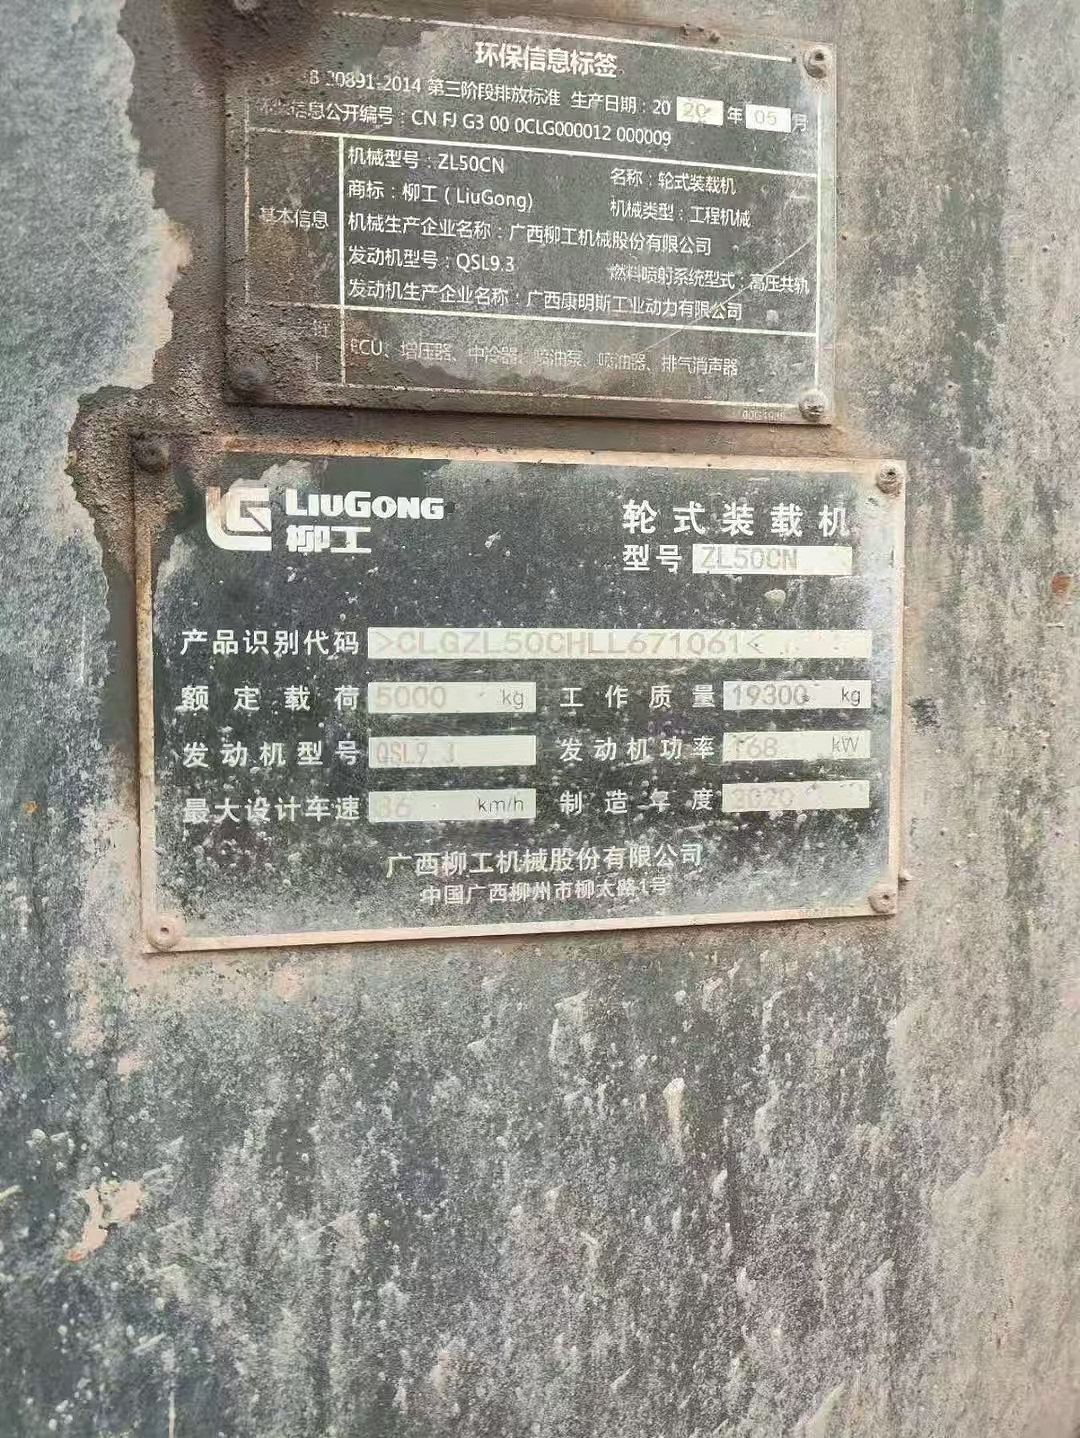 环保信息标签
20891-2014 第三阶段排放标准 生产日期：2020年05月
环保信息公开编号：CN FJ G3 00 0CLG000012 000009
基本信息
机械型号：ZL50CN 名称：轮式装载机
商标：柳工（LiuGong) 机械类型：工程机械
机械生产企业名称：广西柳工机械股份有限公司
发动机型号：QSL9.3 燃料喷射系统型式：高压共轨
发动机生产企业名称：广西康明斯工业动力有限公司
ECU、增压器、中冷器、喷油泵、喷油器、排气消声器
LIUGONG
柳工
轮式装载机
型号 ZL50CN
产品识别代码 >CLGZL50CHLL671061<
额定载荷 5000 kg 工作质量 19300 kg
发动机型号 QSL9.3 发动机功率 168 kW
最大设计车速 36 km/h 制造年度 2020
广西柳工机械股份有限公司
中国广西柳州市柳太路1号